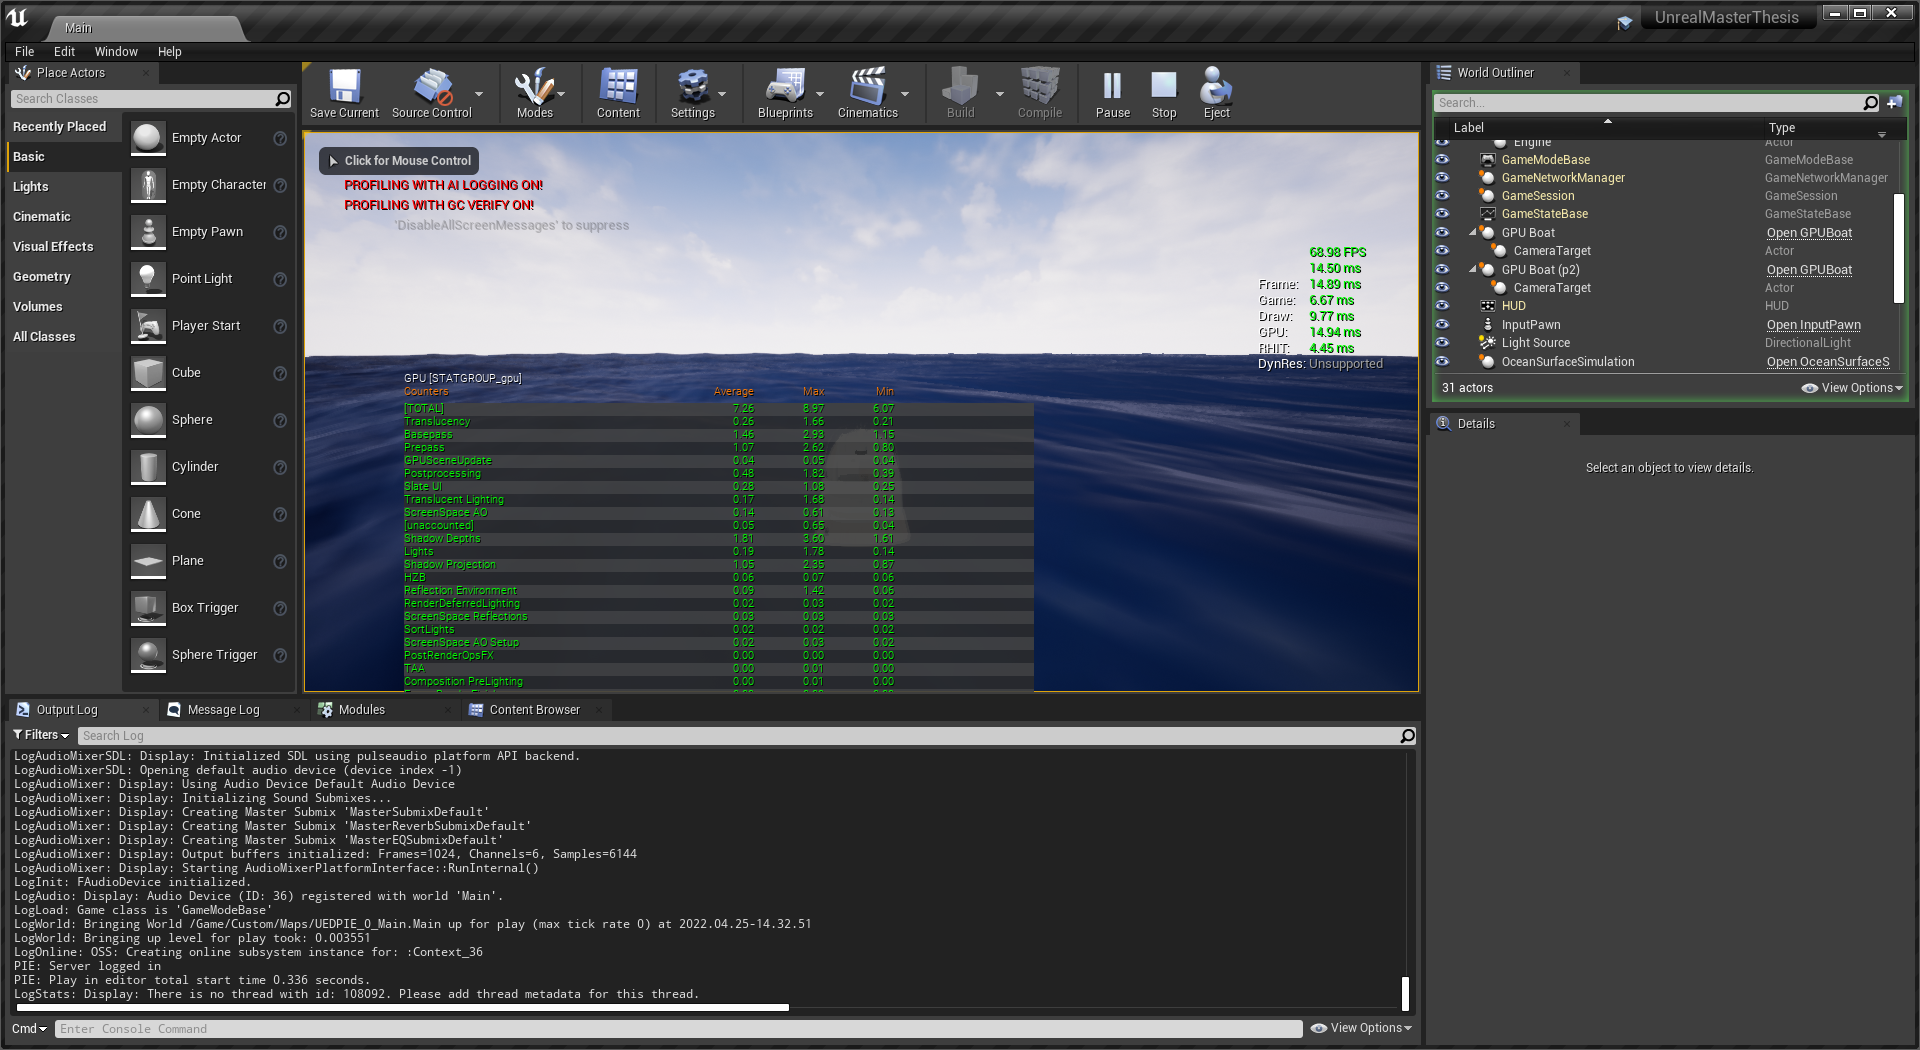 Main
UnrealMasterThesis
File Edit Window Help
Place Actors
Search Classes
Recently Placed
Basic
Lights
Cinematic
Visual Effects
Geometry
Volumes
All Classes
Empty Actor
Empty Character
Empty Pawn
Point Light
Player Start
Cube
Sphere
Cylinder
Cone
Plane
Box Trigger
Sphere Trigger
Save Current Source Control Modes Content Settings Blueprints Cinematics Build Compile Pause Stop Eject
Click for Mouse Control
PROFILING WITH AI LOGGING ON!
PROFILING WITH GC VERIFY ON!
'DisableAllScreenMessages' to suppress
68.98 FPS
14.50 ms
Frame: 14.89 ms
Game: 6.67 ms
Draw: 9.77 ms
GPU: 14.94 ms
RHIT: 4.45 ms
DynRes: Unsupported
GPU [STATGROUP_gpu]
Counters Average Max Min
[TOTAL] 7.26 8.97 6.07
Translucency 0.26 1.66 0.21
Basepass 1.46 2.93 1.15
Prepass 1.07 2.62 0.80
GPUSceneUpdate 0.04 0.05 0.04
Postprocessing 0.48 1.82 0.39
Slate UI 0.28 1.08 0.25
Translucent Lighting 0.17 1.68 0.14
ScreenSpace AO 0.14 0.61 0.13
[unaccounted] 0.05 0.65 0.04
Shadow Depths 1.81 3.60 1.61
Lights 0.19 1.78 0.14
Shadow Projection 1.05 2.35 0.87
HZB 0.06 0.07 0.06
Reflection Environment 0.09 1.42 0.06
RenderDeferredLighting 0.02 0.03 0.02
ScreenSpace Reflections 0.03 0.03 0.03
SortLights 0.02 0.02 0.02
ScreenSpace AO Setup 0.02 0.03 0.02
PostRenderOpsFX 0.00 0.00 0.00
TAA 0.00 0.01 0.00
Composition PreLighting 0.00 0.01 0.00
World Outliner
Search...
Label Type
Engine Actor
GameModeBase GameModeBase
GameNetworkManager GameNetworkManager
GameSession GameSession
GameStateBase GameStateBase
GPU Boat Open GPUBoat
CameraTarget Actor
GPU Boat (p2) Open GPUBoat
CameraTarget Actor
HUD HUD
InputPawn Open InputPawn
Light Source DirectionalLight
OceanSurfaceSimulation Open OceanSurfaceS
31 actors View Options
Details
Select an object to view details.
Output Log Message Log Modules Content Browser
Filters Search Log
LogAudioMixerSDL: Display: Initialized SDL using pulseaudio platform API backend.
LogAudioMixerSDL: Opening default audio device (device index -1)
LogAudioMixer: Display: Using Audio Device Default Audio Device
LogAudioMixer: Display: Initializing Sound Submixes...
LogAudioMixer: Display: Creating Master Submix 'MasterSubmixDefault'
LogAudioMixer: Display: Creating Master Submix 'MasterReverbSubmixDefault'
LogAudioMixer: Display: Creating Master Submix 'MasterEQSubmixDefault'
LogAudioMixer: Display: Output buffers initialized: Frames=1024, Channels=6, Samples=6144
LogAudioMixer: Display: Starting AudioMixerPlatformInterface::RunInternal()
LogInit: FAudioDevice initialized.
LogAudio: Display: Audio Device (ID: 36) registered with world 'Main'.
LogLoad: Game class is 'GameModeBase'
LogWorld: Bringing World /Game/Custom/Maps/UEDPIE_0_Main.Main up for play (max tick rate 0) at 2022.04.25-14.32.51
LogWorld: Bringing up level for play took: 0.003551
LogOnline: OSS: Creating online subsystem instance for: :Context_36
PIE: Server logged in
PIE: Play in editor total start time 0.336 seconds.
LogStats: Display: There is no thread with id: 108092. Please add thread metadata for this thread.
Cmd Enter Console Command View Options